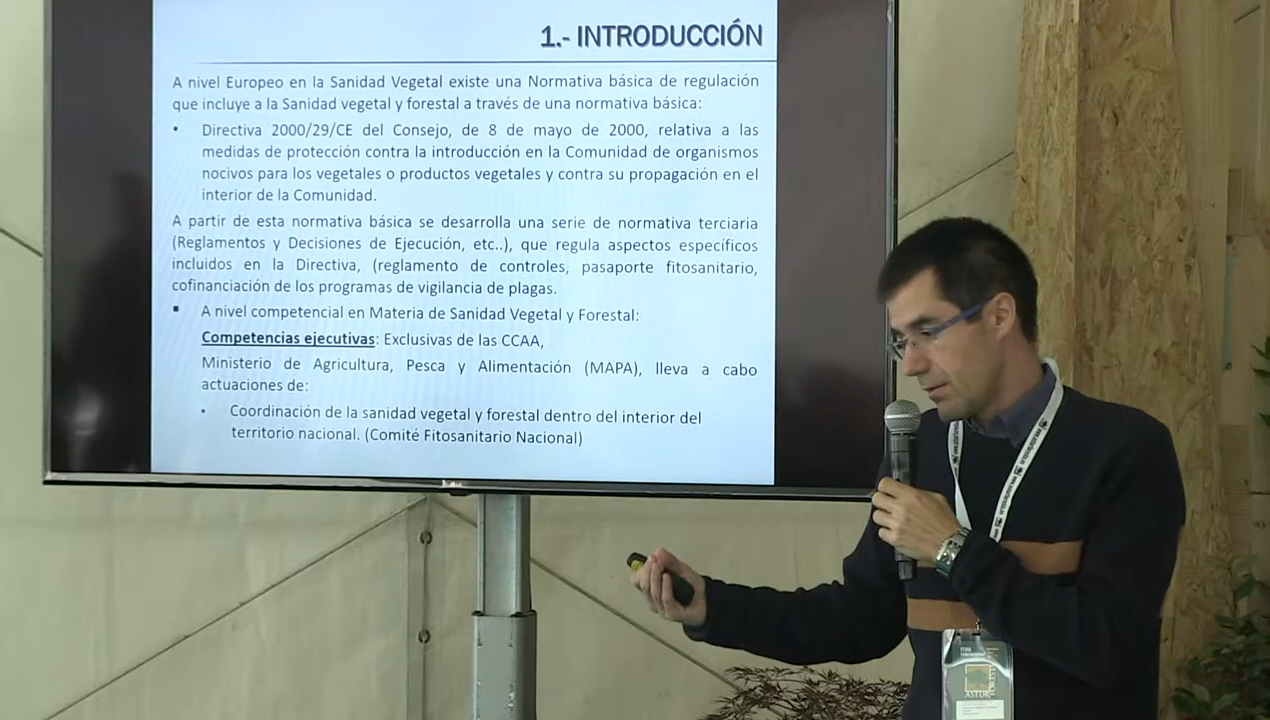 1.- INTRODUCCIÓN
A nivel Europeo en la Sanidad Vegetal existe una Normativa básica de regulación
que incluye a la Sanidad vegetal y forestal a través de una normativa básica:
• Directiva 2000/29/CE del Consejo, de 8 de mayo de 2000, relativa a las
medidas de protección contra la introducción en la Comunidad de organismos
nocivos para los vegetales o productos vegetales y contra su propagación en el
interior de la Comunidad.
A partir de esta normativa básica se desarrolla una serie de normativa terciaria
(Reglamentos y Decisiones de Ejecución, etc..), que regula aspectos específicos
incluidos en la Directiva, (reglamento de controles, pasaporte fitosanitario,
cofinanciación de los programas de vigilancia de plagas.
▪ A nivel competencial en Materia de Sanidad Vegetal y Forestal:
Competencias ejecutivas: Exclusivas de las CCAA,
Ministerio de Agricultura, Pesca y Alimentación (MAPA), lleva a cabo
actuaciones de:
• Coordinación de la sanidad vegetal y forestal dentro del interior del
territorio nacional. (Comité Fitosanitario Nacional)
FERIA
Internacional
ASTUR
FOREST